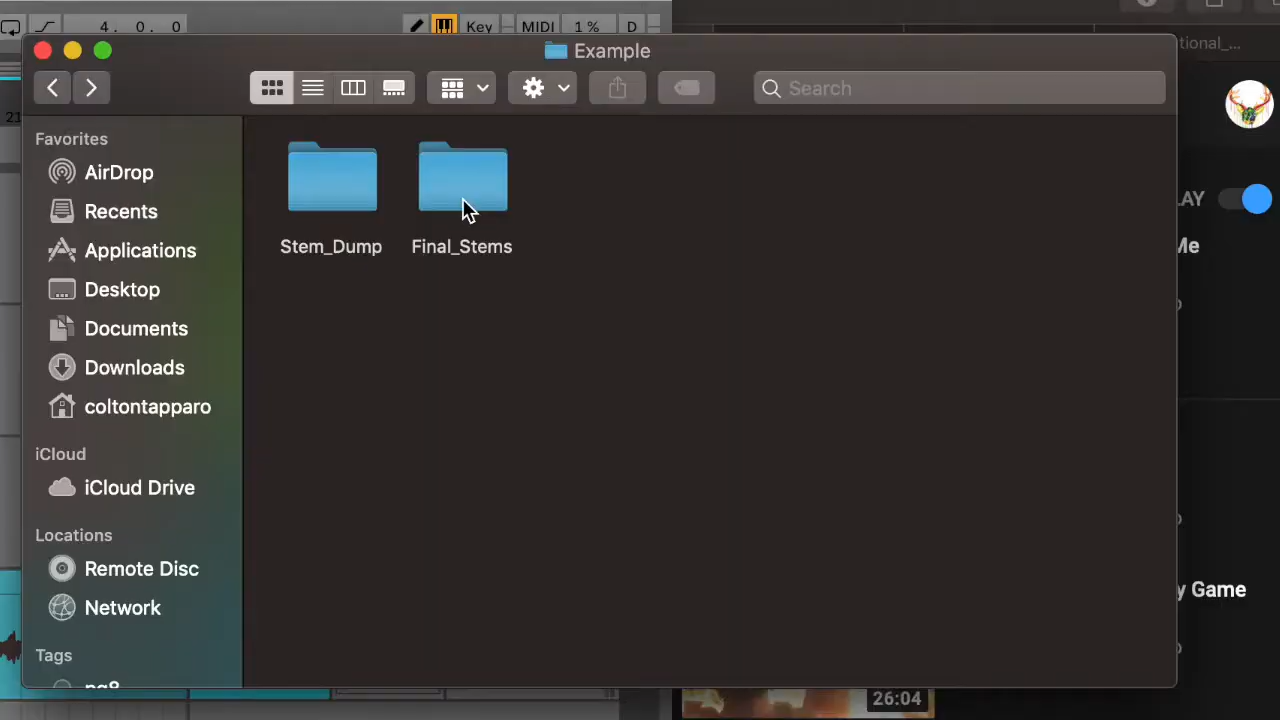 4. 0. 0
Key
MIDI
1 %
D
tional_...
Example
Search
21
Favorites
AirDrop
Recents
Applications
Desktop
Documents
Downloads
coltontapparo
iCloud
iCloud Drive
Locations
Remote Disc
Network
Tags
Stem_Dump
Final_Stems
LAY
Me
y Game
26:04